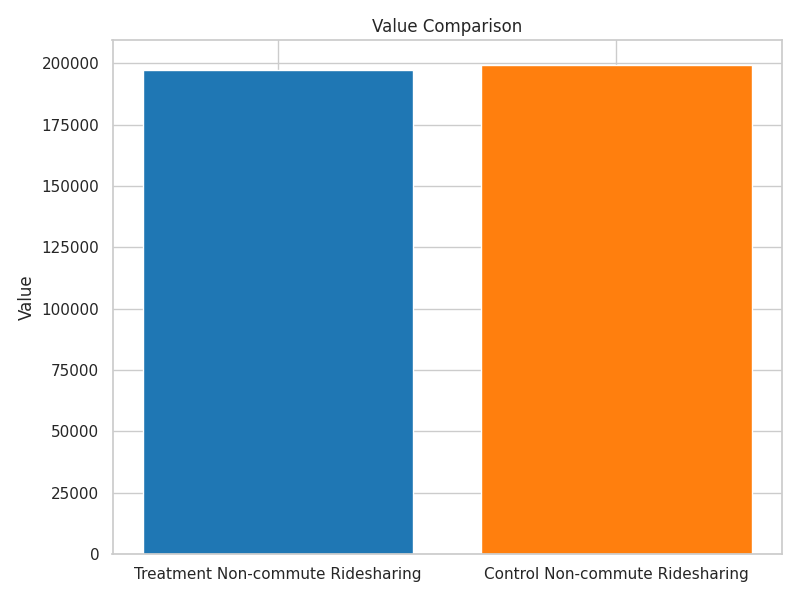 Value Comparison
200000
175000
150000
125000
100000
75000
50000
25000
0
Value
Treatment Non-commute Ridesharing
Control Non-commute Ridesharing